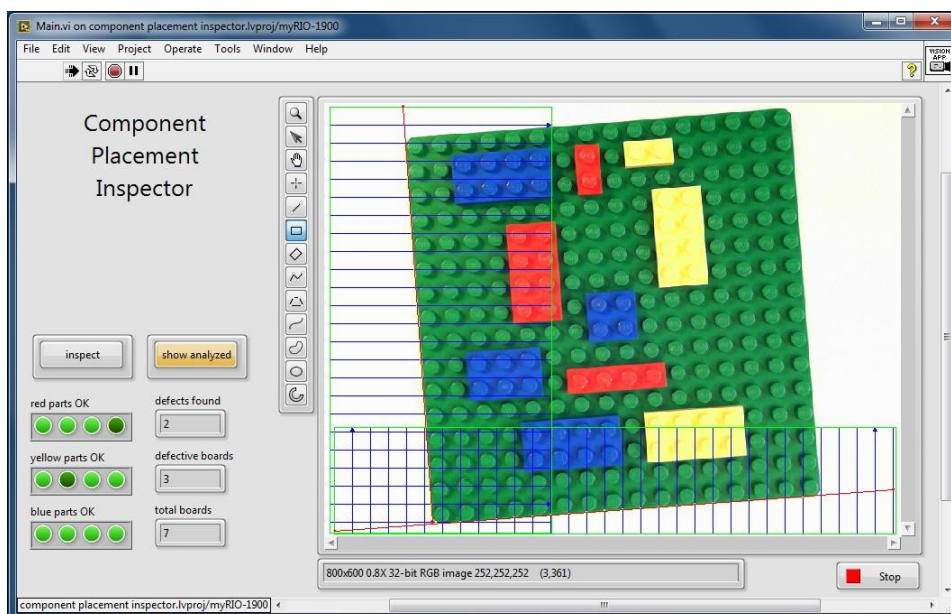 Main.vi on component placement inspector.lvproj/myRIO-1900
File Edit View Project Operate Tools Window Help
VISION
APP
Component
Placement
Inspector
inspect
show analyzed
red parts OK
defects found
2
yellow parts OK
defective boards
3
blue parts OK
total boards
7
800x600 0.8X 32-bit RGB image 252,252,252 (3,361)
Stop
component placement inspector.lvproj/myRIO-1900